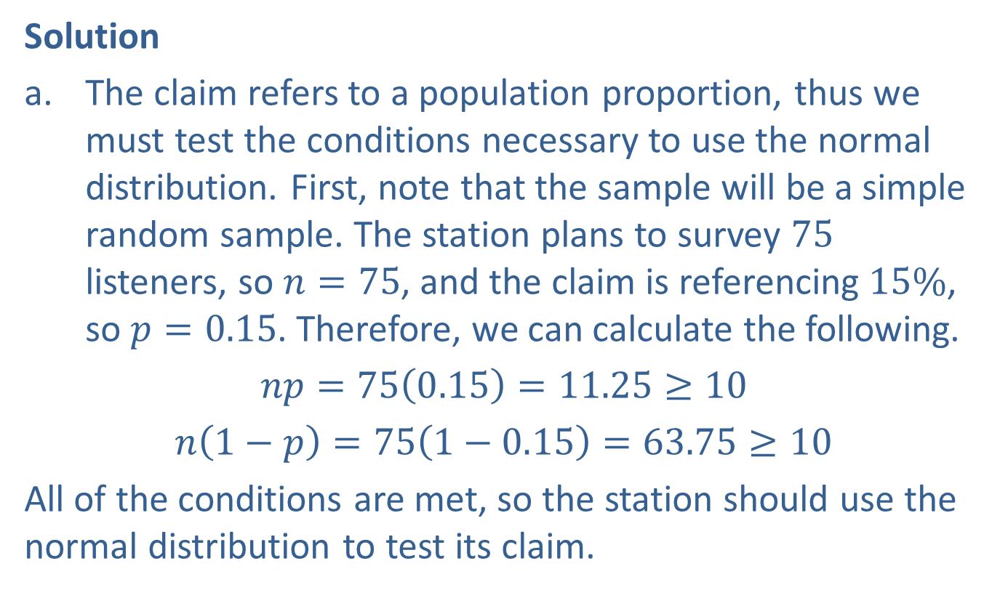 Solution
a. The claim refers to a population proportion, thus we
must test the conditions necessary to use the normal
distribution. First, note that the sample will be a simple
random sample. The station plans to survey 75
listeners, so n = 75, and the claim is referencing 15%,
so p = 0.15. Therefore, we can calculate the following.
np = 75(0.15) = 11.25 ≥ 10
n(1 − p) = 75(1 − 0.15) = 63.75 ≥ 10
All of the conditions are met, so the station should use the
normal distribution to test its claim.